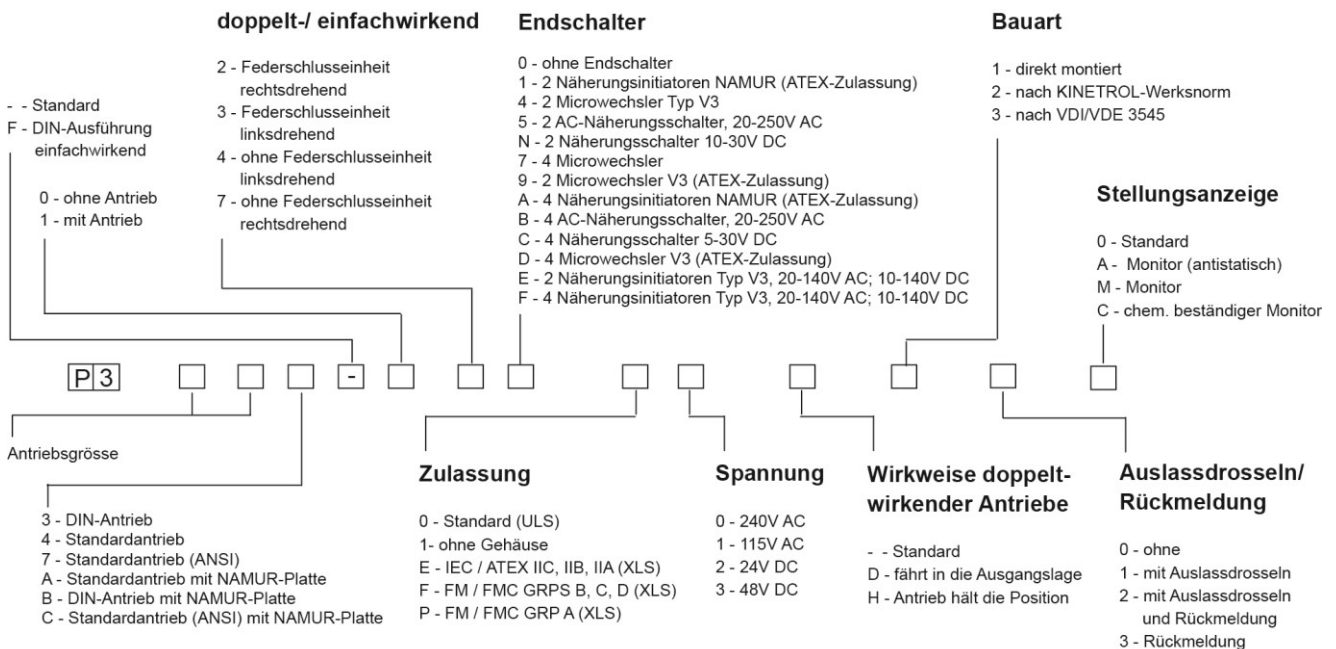 doppelt-/ einfachwirkend
2 - Federschlusseinheit
rechtsdrehend
3 - Federschlusseinheit
linksdrehend
4 - ohne Federschlusseinheit
linksdrehend
7 - ohne Federschlusseinheit
rechtsdrehend
Endschalter
0 - ohne Endschalter
1 - 2 Näherungsinitiatoren NAMUR (ATEX-Zulassung)
4 - 2 Microwechsler Typ V3
5 - 2 AC-Näherungsschalter, 20-250V AC
N - 2 Näherungsschalter 10-30V DC
7 - 4 Microwechsler
9 - 2 Microwechsler V3 (ATEX-Zulassung)
A - 4 Näherungsinitiatoren NAMUR (ATEX-Zulassung)
B - 4 AC-Näherungsschalter, 20-250V AC
C - 4 Näherungsschalter 5-30V DC
D - 4 Microwechsler V3 (ATEX-Zulassung)
E - 2 Näherungsinitiatoren Typ V3, 20-140V AC; 10-140V DC
F - 4 Näherungsinitiatoren Typ V3, 20-140V AC; 10-140V DC
Bauart
1 - direkt montiert
2 - nach KINETROL-Werksnorm
3 - nach VDI/VDE 3545
- - Standard
F - DIN-Ausführung
einfachwirkend
0 - ohne Antrieb
1 - mit Antrieb
Stellungsanzeige
0 - Standard
A - Monitor (antistatisch)
M - Monitor
C - chem. beständiger Monitor
P 3 -
Antriebsgrösse
3 - DIN-Antrieb
4 - Standardantrieb
7 - Standardantrieb (ANSI)
A - Standardantrieb mit NAMUR-Platte
B - DIN-Antrieb mit NAMUR-Platte
C - Standardantrieb (ANSI) mit NAMUR-Platte
Zulassung
0 - Standard (ULS)
1- ohne Gehäuse
E - IEC / ATEX IIC, IIB, IIA (XLS)
F - FM / FMC GRPS B, C, D (XLS)
P - FM / FMC GRP A (XLS)
Spannung
0 - 240V AC
1 - 115V AC
2 - 24V DC
3 - 48V DC
Wirkweise doppelt-
wirkender Antriebe
- - Standard
D - fährt in die Ausgangslage
H - Antrieb hält die Position
Auslassdrosseln/
Rückmeldung
0 - ohne
1 - mit Auslassdrosseln
2 - mit Auslassdrosseln
und Rückmeldung
3 - Rückmeldung